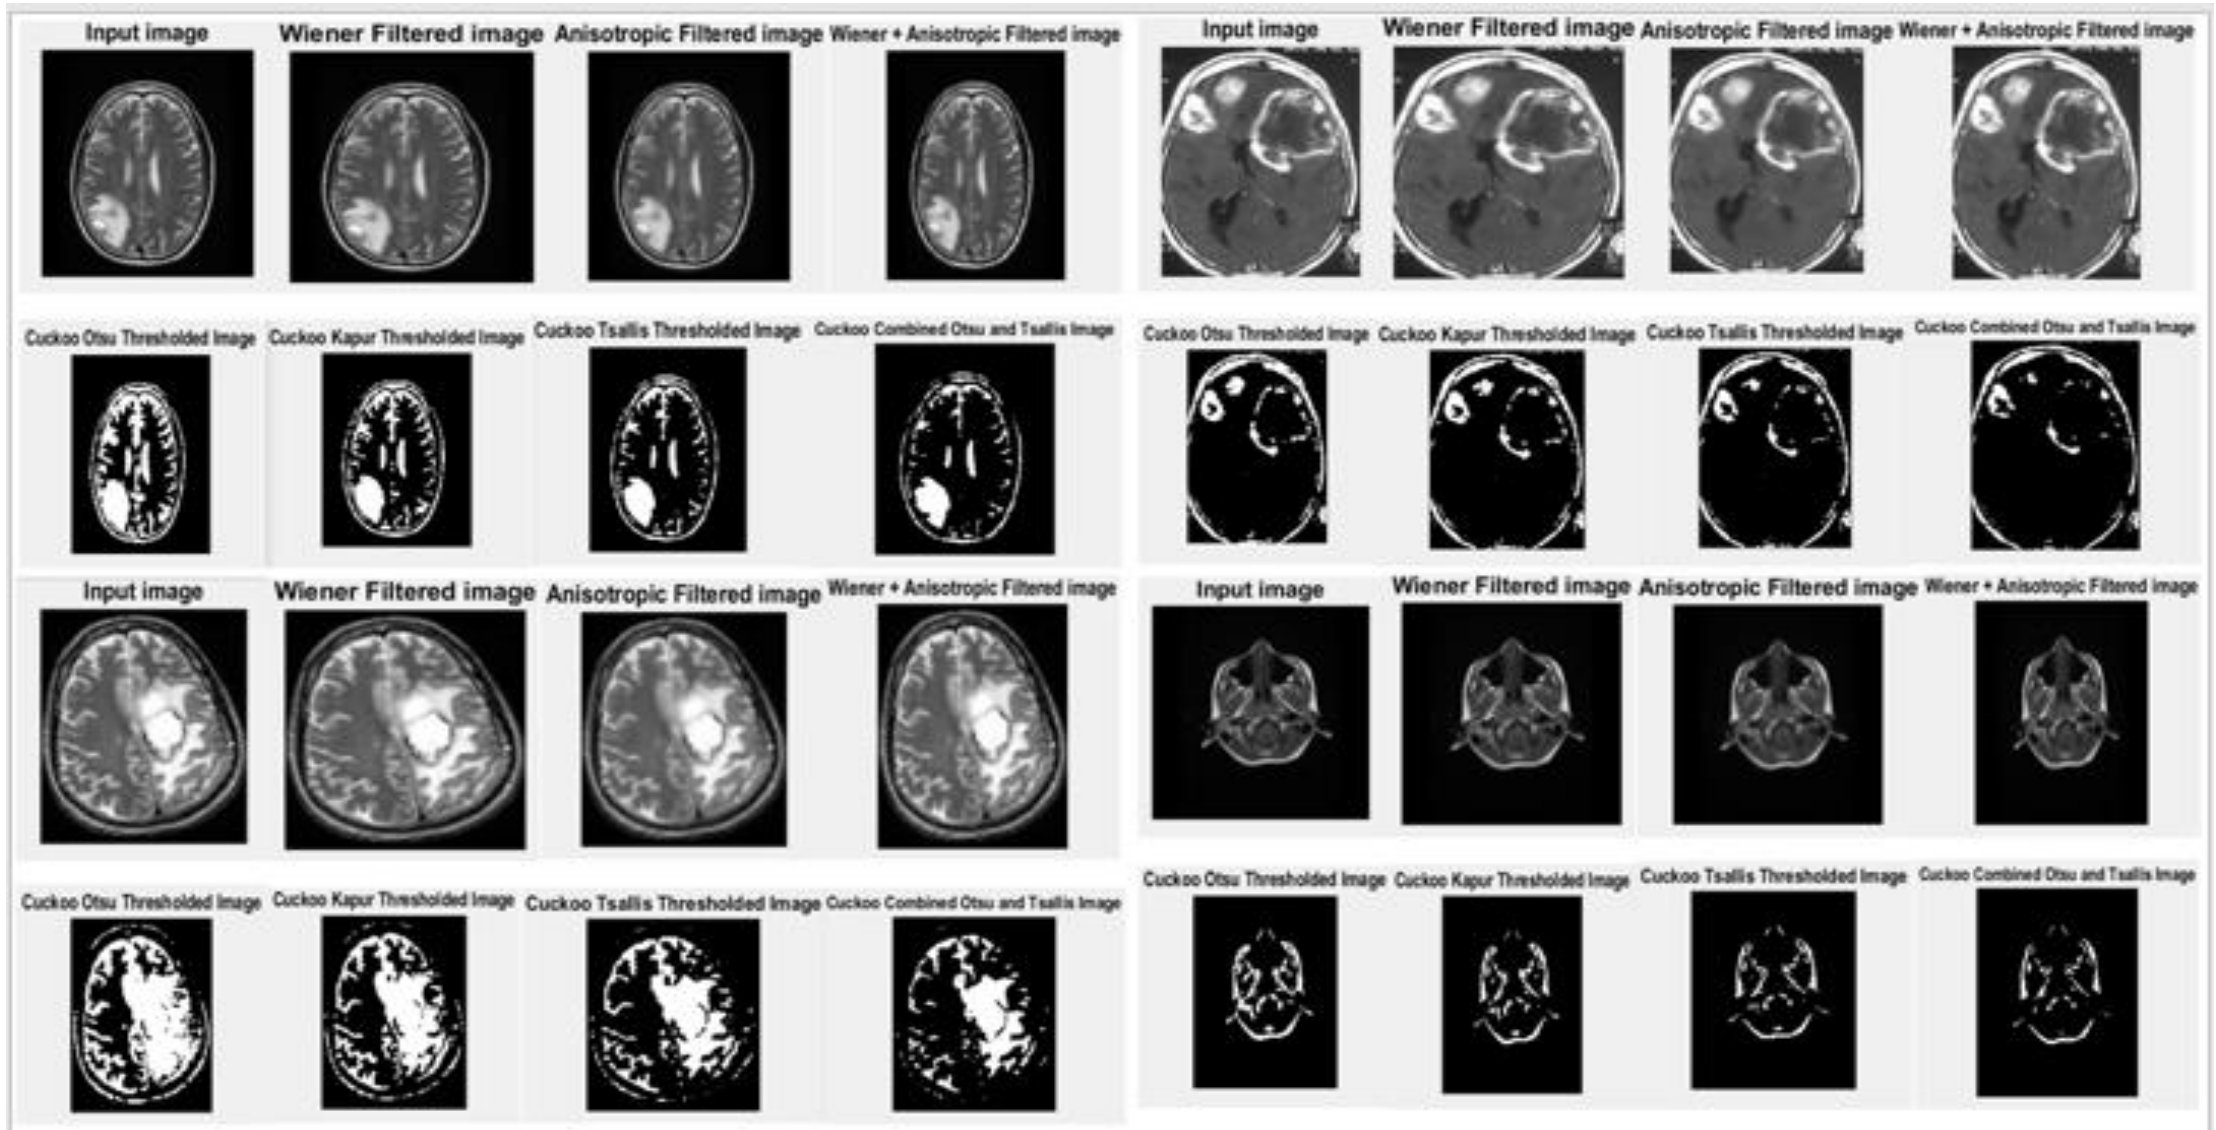 Input image
Wiener Filtered image
Anisotropic Filtered image
Wiener + Anisotropic Filtered image
Cuckoo Otsu Thresholded Image
Cuckoo Kapur Thresholded Image
Cuckoo Tsallis Thresholded Image
Cuckoo Combined Otsu and Tsallis Image
Input image
Wiener Filtered image
Anisotropic Filtered image
Wiener + Anisotropic Filtered image
Cuckoo Otsu Thresholded Image
Cuckoo Kapur Thresholded Image
Cuckoo Tsallis Thresholded Image
Cuckoo Combined Otsu and Tsallis Image
Input image
Wiener Filtered image
Anisotropic Filtered image
Wiener + Anisotropic Filtered image
Cuckoo Otsu Thresholded Image
Cuckoo Kapur Thresholded Image
Cuckoo Tsallis Thresholded Image
Cuckoo Combined Otsu and Tsallis Image
Input image
Wiener Filtered image
Anisotropic Filtered image
Wiener + Anisotropic Filtered image
Cuckoo Otsu Thresholded Image
Cuckoo Kapur Thresholded Image
Cuckoo Tsallis Thresholded Image
Cuckoo Combined Otsu and Tsallis Image